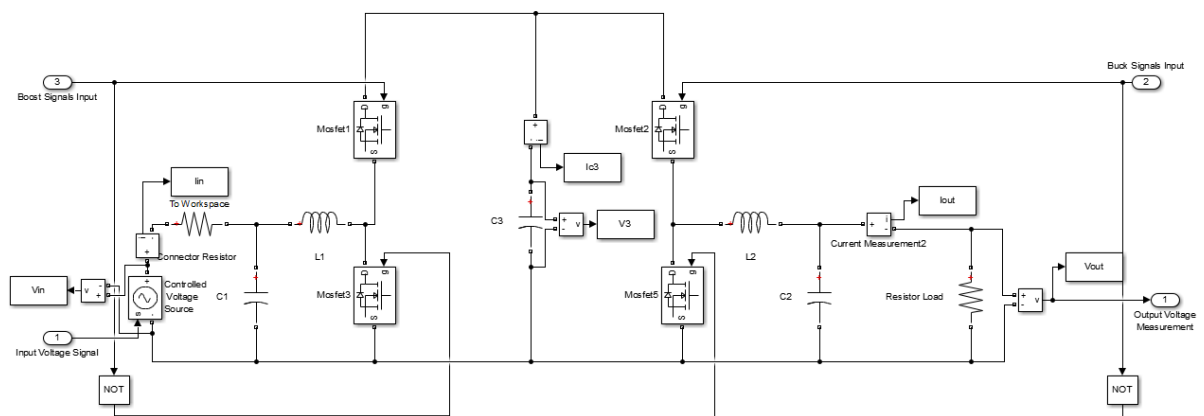 3
Boost Signals Input
Iin
To Workspace
Connector Resistor
Vin
v
Controlled
Voltage
Source
s
1
Input Voltage Signal
NOT
C1
L1
Mosfet1
g
D
S
Mosfet3
g
D
S
Ic3
C3
v
V3
Mosfet2
g
D
S
Mosfet5
g
D
S
L2
C2
i
Current Measurement2
Iout
Resistor Load
v
Vout
Buck Signals Input
2
1
Output Voltage
Measurement
NOT